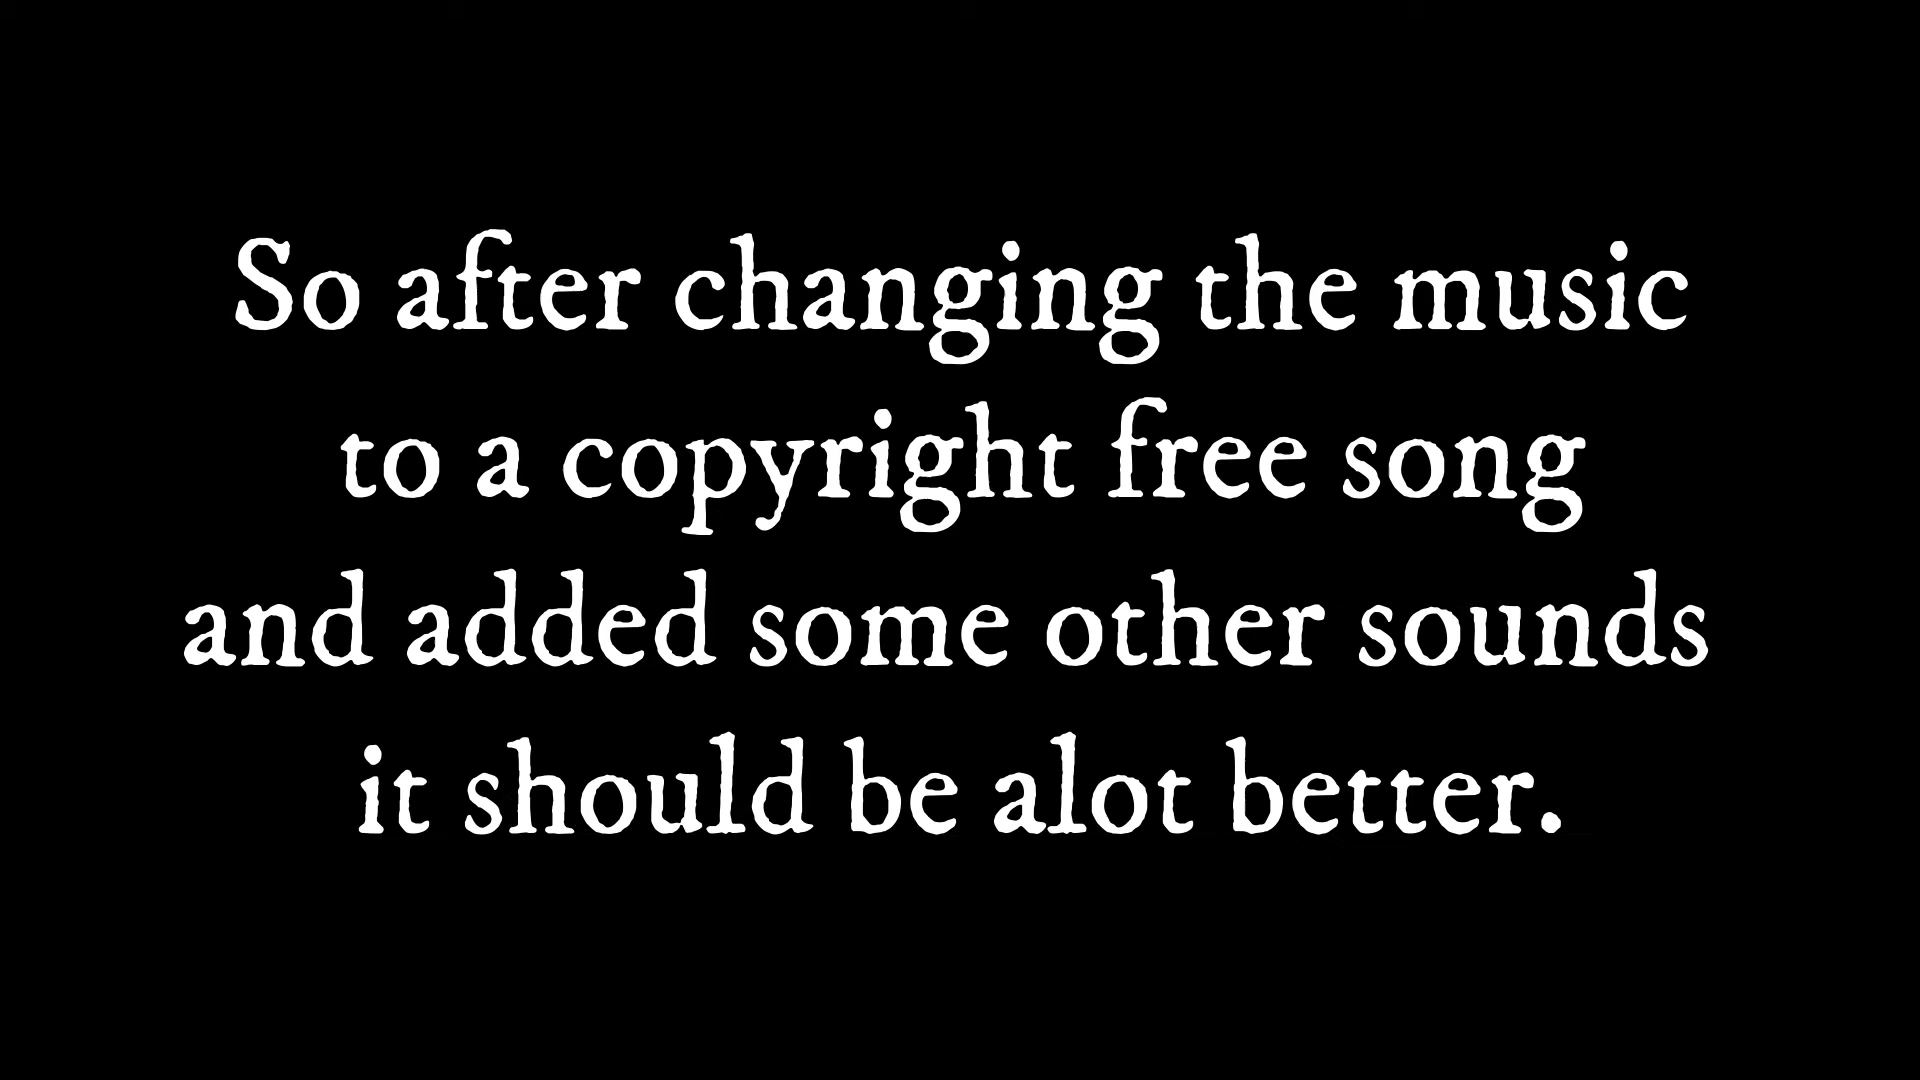 So after changing the music
to a copyright free song
and added some other sounds
it should be alot better.